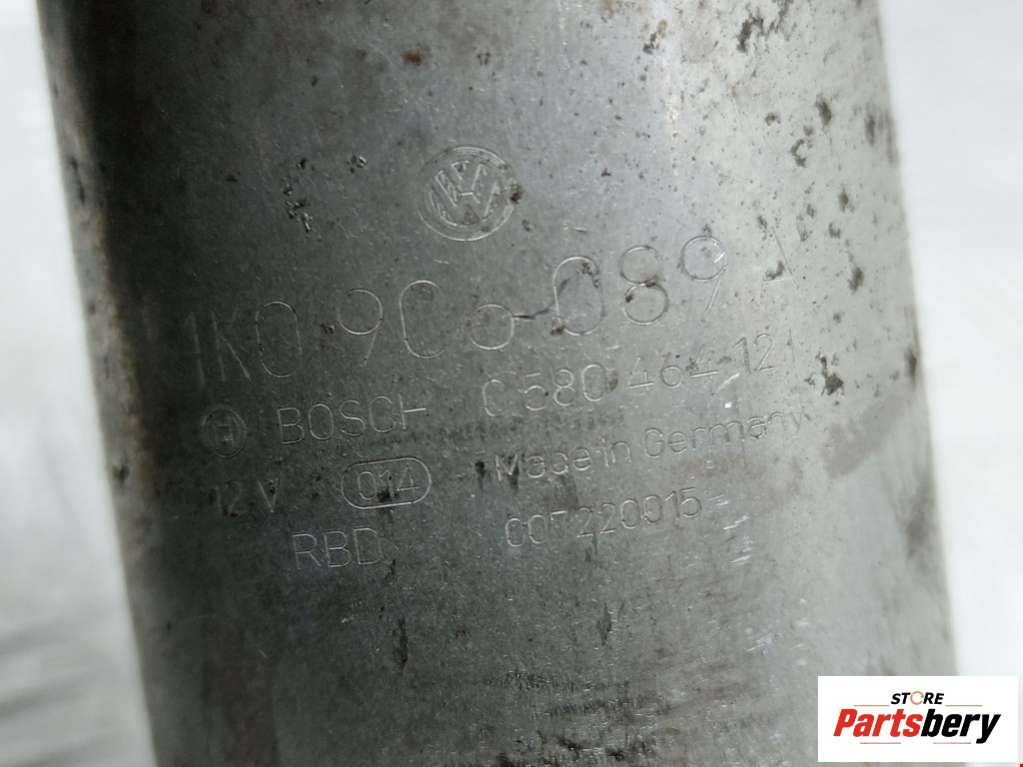 1K0 906 089 A
BOSCH 0 580 464 121
12 V 014 Made in Germany
RBD 007220015
STORE
Partsbery